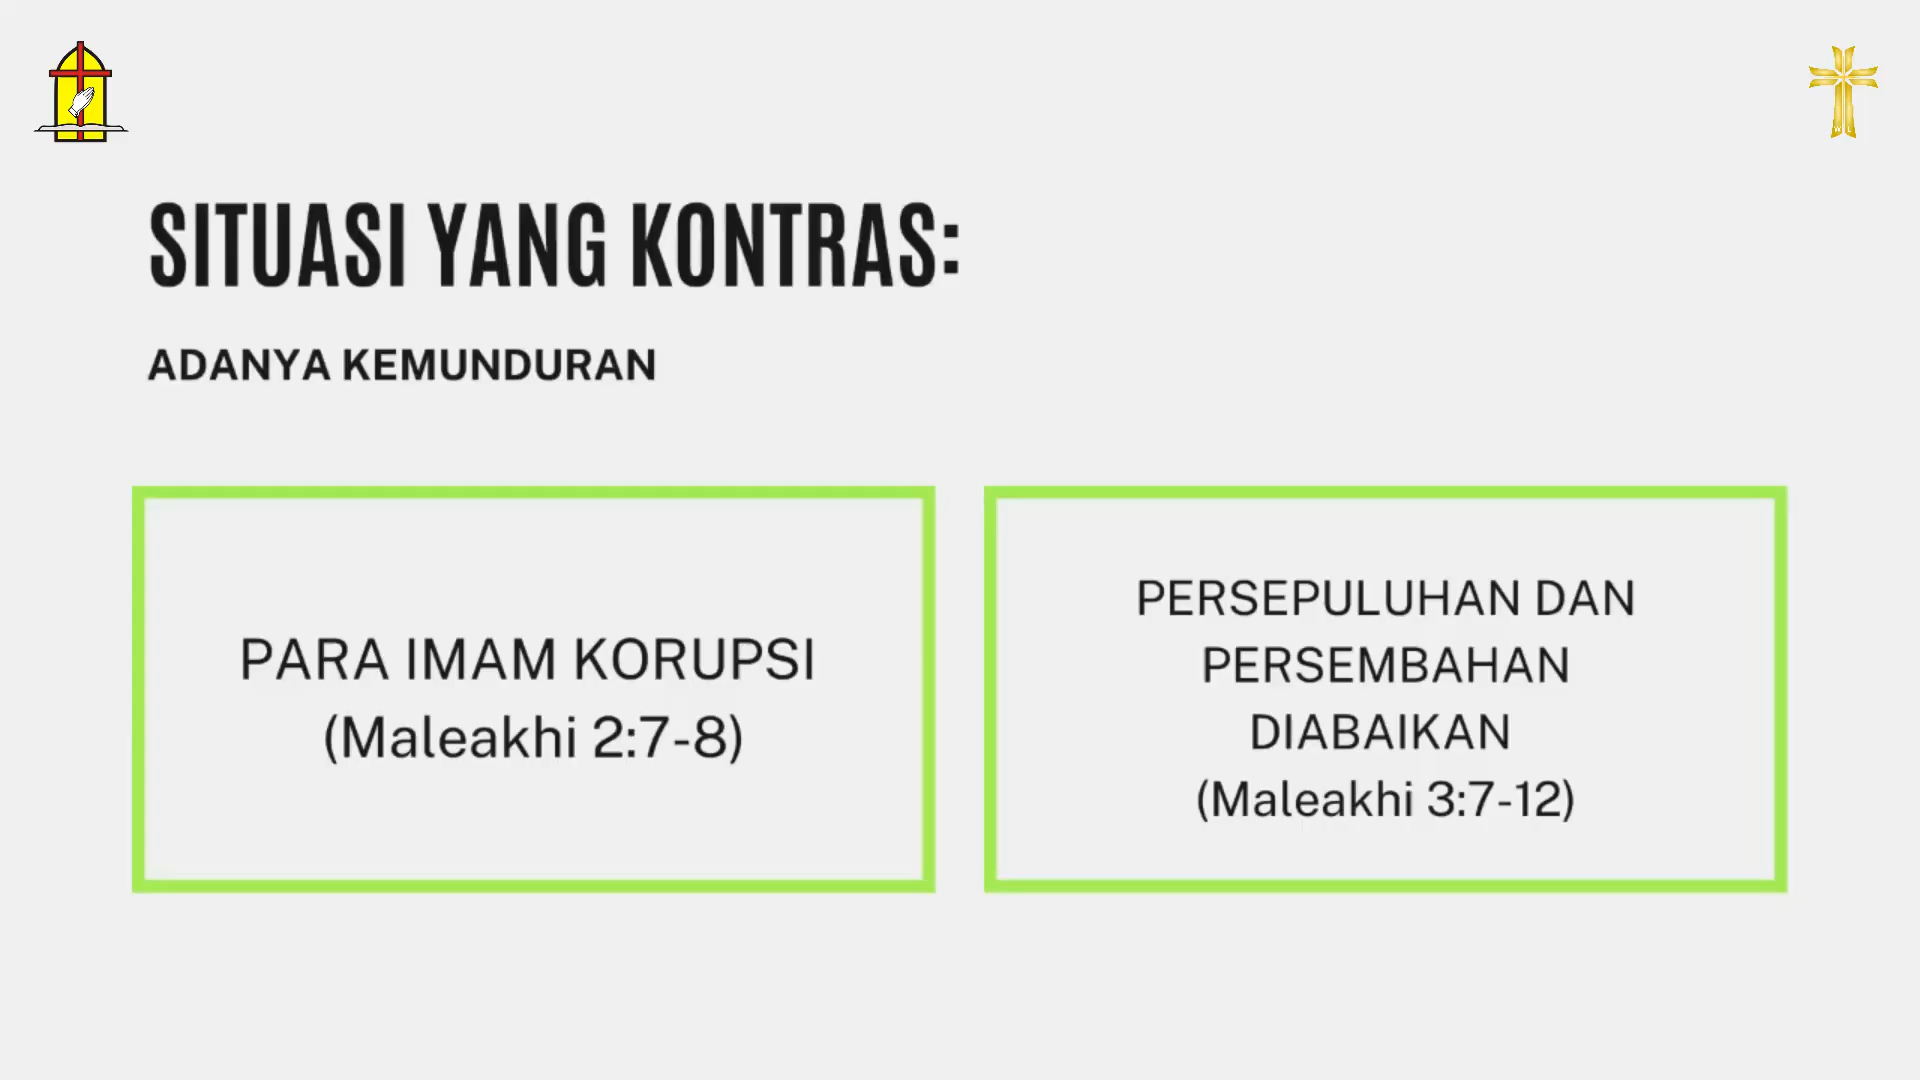 SITUASI YANG KONTRAS:
ADANYA KEMUNDURAN
PARA IMAM KORUPSI
(Maleakhi 2:7-8)
PERSEPULUHAN DAN
PERSEMBAHAN
DIABAIKAN
(Maleakhi 3:7-12)
W L